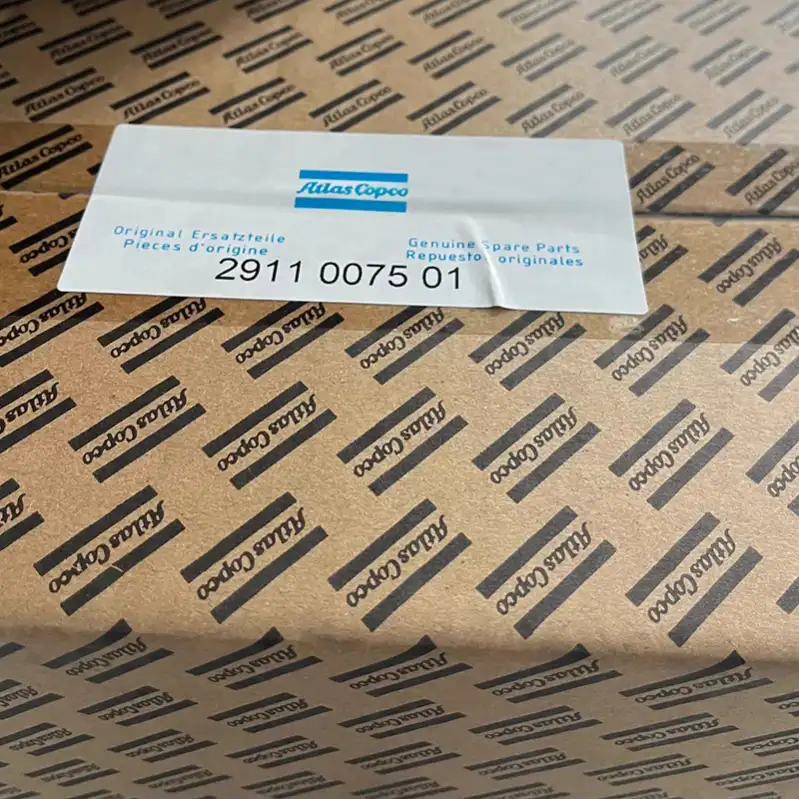 Atlas Copco
Original Ersatzteile
Pieces d'origine
Genuine Spare Parts
Repuestos originales
2911 0075 01